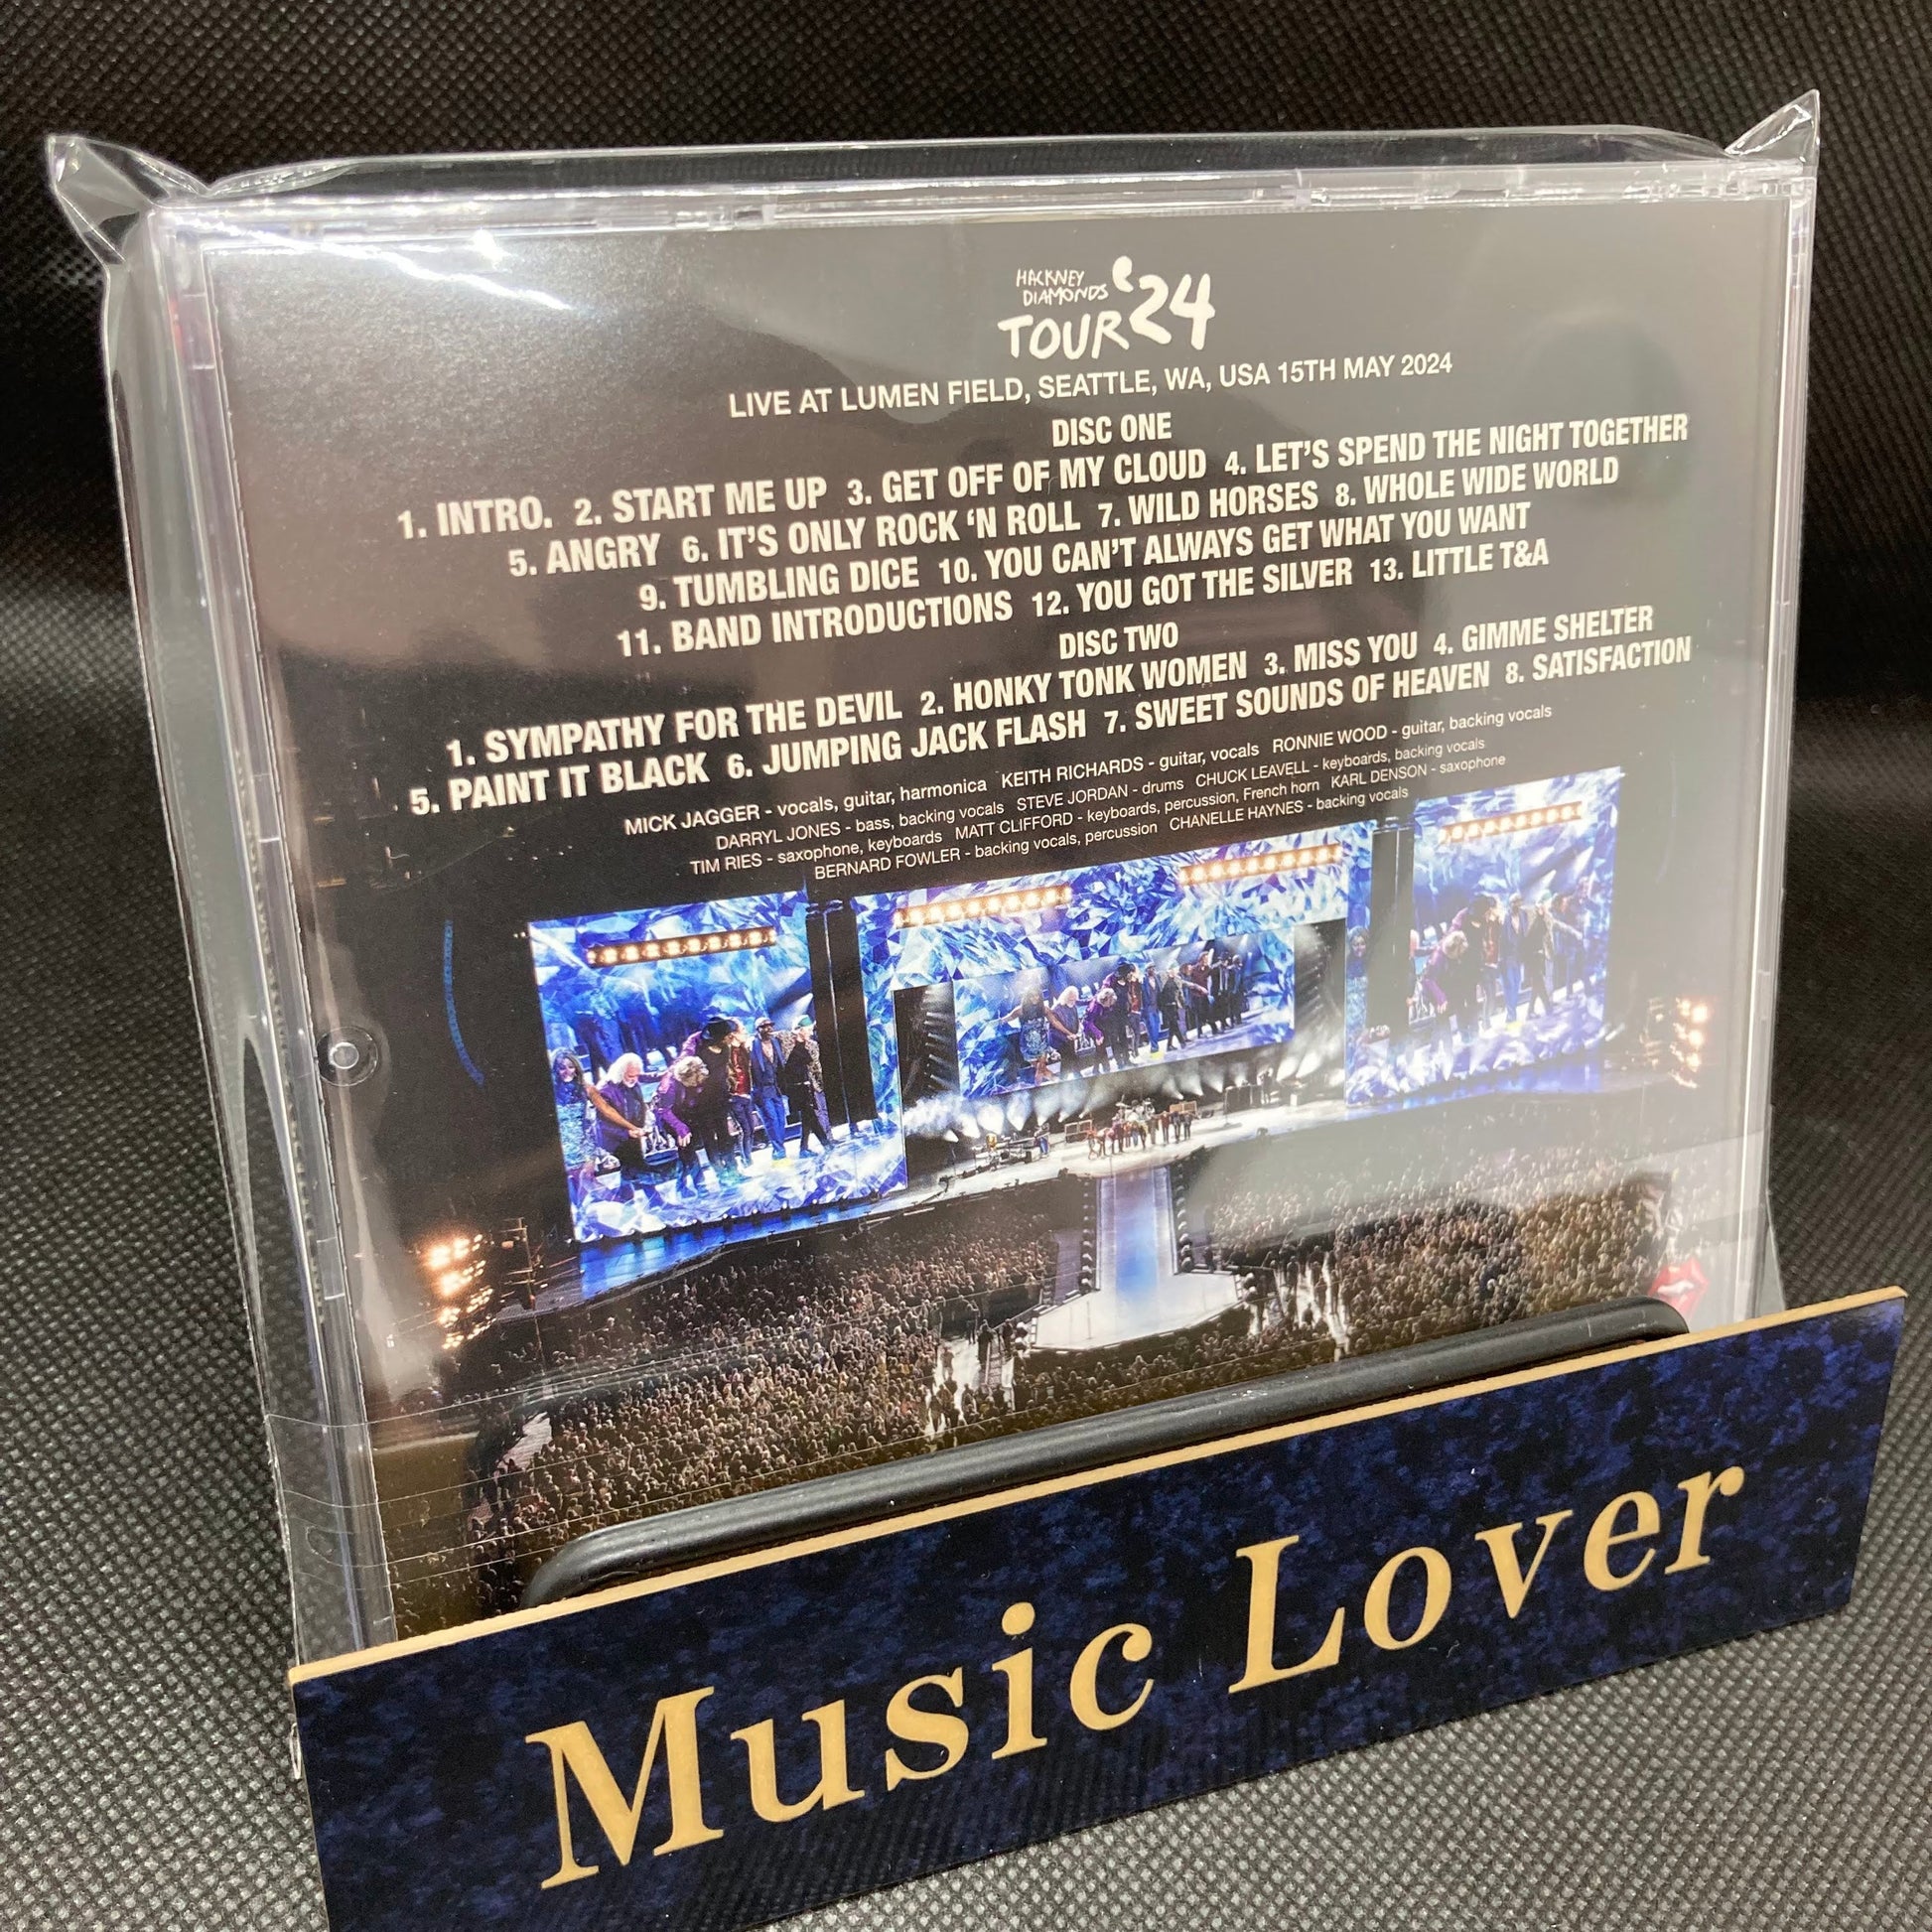 HACKNEY
DIAMONDS
TOUR '24
LIVE AT LUMEN FIELD, SEATTLE, WA, USA 15TH MAY 2024
DISC ONE
1. INTRO. 2. START ME UP 3. GET OFF OF MY CLOUD 4. LET'S SPEND THE NIGHT TOGETHER
5. ANGRY 6. IT'S ONLY ROCK 'N ROLL 7. WILD HORSES 8. WHOLE WIDE WORLD
9. TUMBLING DICE 10. YOU CAN'T ALWAYS GET WHAT YOU WANT
11. BAND INTRODUCTIONS 12. YOU GOT THE SILVER 13. LITTLE T&A
DISC TWO
1. SYMPATHY FOR THE DEVIL 2. HONKY TONK WOMEN 3. MISS YOU 4. GIMME SHELTER
5. PAINT IT BLACK 6. JUMPING JACK FLASH 7. SWEET SOUNDS OF HEAVEN 8. SATISFACTION
MICK JAGGER - vocals, guitar, harmonica KEITH RICHARDS - guitar, vocals RONNIE WOOD - guitar, backing vocals
DARRYL JONES - bass, backing vocals STEVE JORDAN - drums CHUCK LEAVELL - keyboards, backing vocals
TIM RIES - saxophone, keyboards MATT CLIFFORD - keyboards, percussion, French horn KARL DENSON - saxophone
BERNARD FOWLER - backing vocals, percussion CHANELLE HAYNES - backing vocals
Music Lover